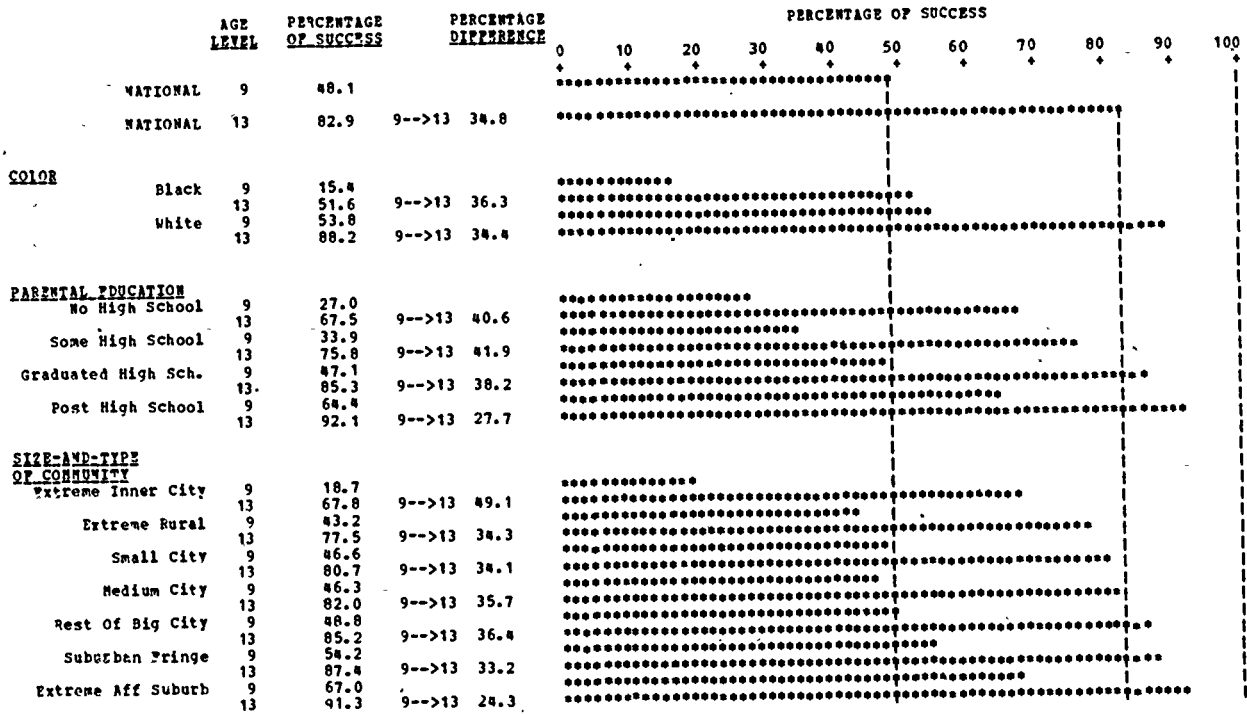 AGE PERCENTAGE PERCENTAGE PERCENTAGE OF SUCCESS
LEVEL OF SUCCESS DIFFERENCE
0 10 20 30 40 50 60 70 80 90 100
NATIONAL 9 48.1
NATIONAL 13 82.9 9-->13 34.8
COLOR
Black 9 15.4
13 51.6 9-->13 36.3
White 9 53.8
13 88.2 9-->13 34.4
PARENTAL EDUCATION
No High School 9 27.0
13 67.5 9-->13 40.6
Some High School 9 33.9
13 75.8 9-->13 41.9
Graduated High Sch. 9 47.1
13. 85.3 9-->13 38.2
Post High School 9 64.4
13 92.1 9-->13 27.7
SIZE-AND-TYPE
OF COMMUNITY
Extreme Inner City 9 18.7
13 67.8 9-->13 49.1
Extreme Rural 9 43.2
13 77.5 9-->13 34.3
Small City 9 46.6
13 80.7 9-->13 34.1
Medium City 9 46.3
13 82.0 9-->13 35.7
Rest Of Big City 9 48.8
13 85.2 9-->13 36.4
Suburban Fringe 9 54.2
13 87.4 9-->13 33.2
Extreme Aff Suburb 9 67.0
13 91.3 9-->13 24.3